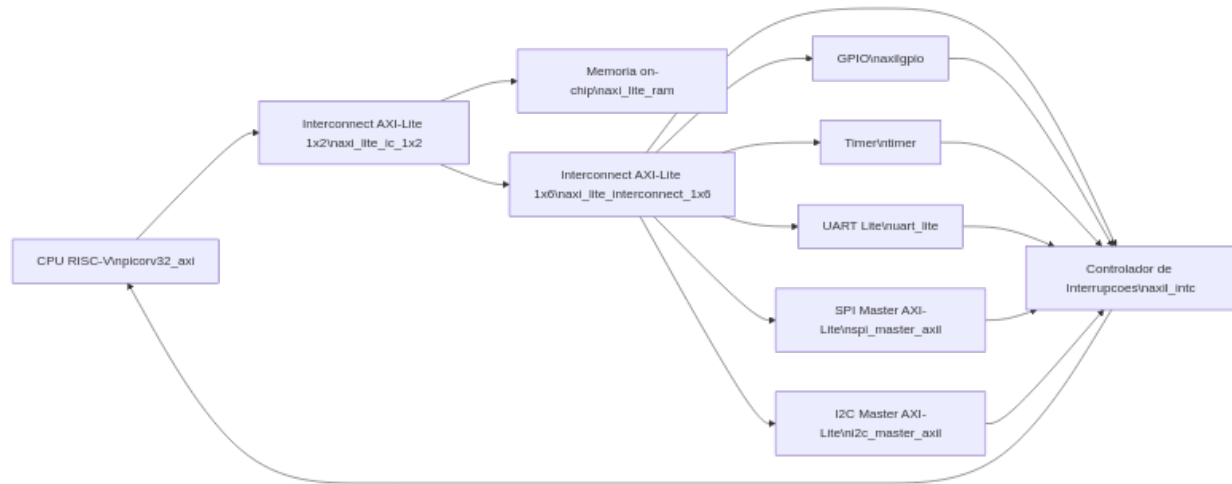 Memoria on-
chip\naxi_lite_ram
GPIO\naxilgpio
Interconnect AXI-Lite
1x2\naxi_lite_ic_1x2
Timer\ntimer
Interconnect AXI-Lite
1x6\naxi_lite_interconnect_1x6
UART Lite\nuart_lite
CPU RISC-V\npicorv32_axi
Controlador de
Interrupcoes\naxil_intc
SPI Master AXI-
Lite\nspi_master_axil
I2C Master AXI-
Lite\ni2c_master_axil